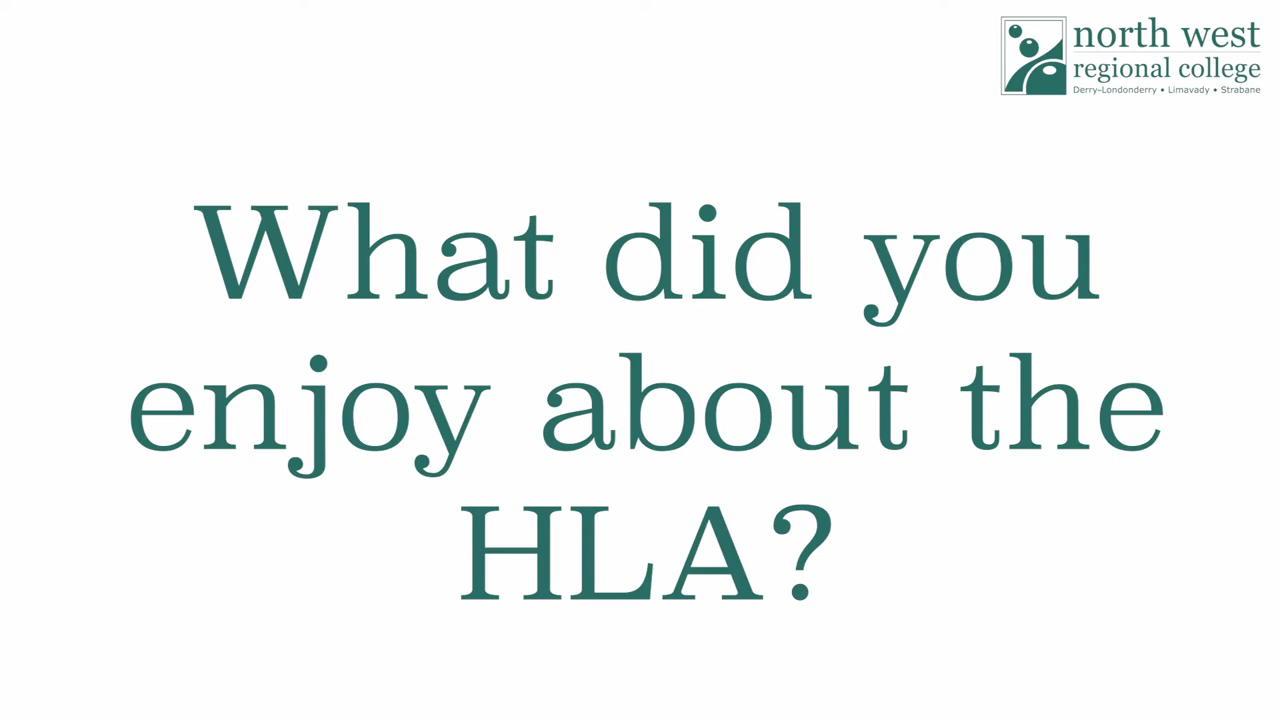 north west
regional college
Derry-Londonderry • Limavady • Strabane
What did you
enjoy about the
HLA?